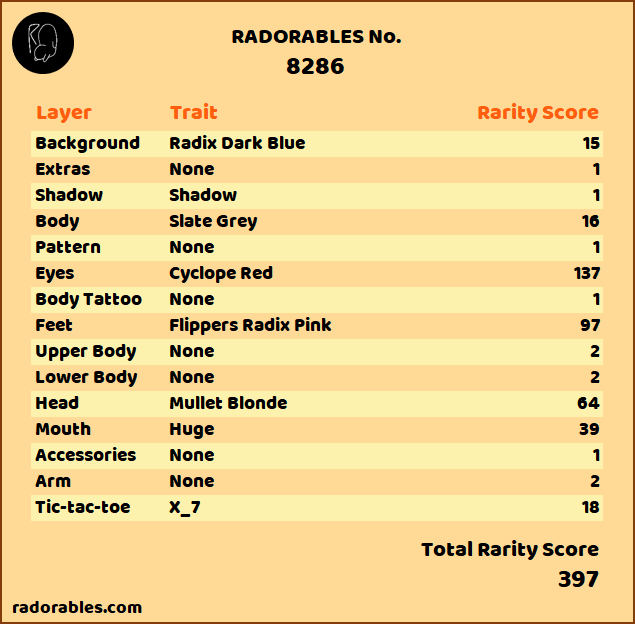 RADORABLES No.
8286
Layer Trait Rarity Score
Background Radix Dark Blue 15
Extras None 1
Shadow Shadow 1
Body Slate Grey 16
Pattern None 1
Eyes Cyclope Red 137
Body Tattoo None 1
Feet Flippers Radix Pink 97
Upper Body None 2
Lower Body None 2
Head Mullet Blonde 64
Mouth Huge 39
Accessories None 1
Arm None 2
Tic-tac-toe X_7 18
Total Rarity Score
397
radorables.com